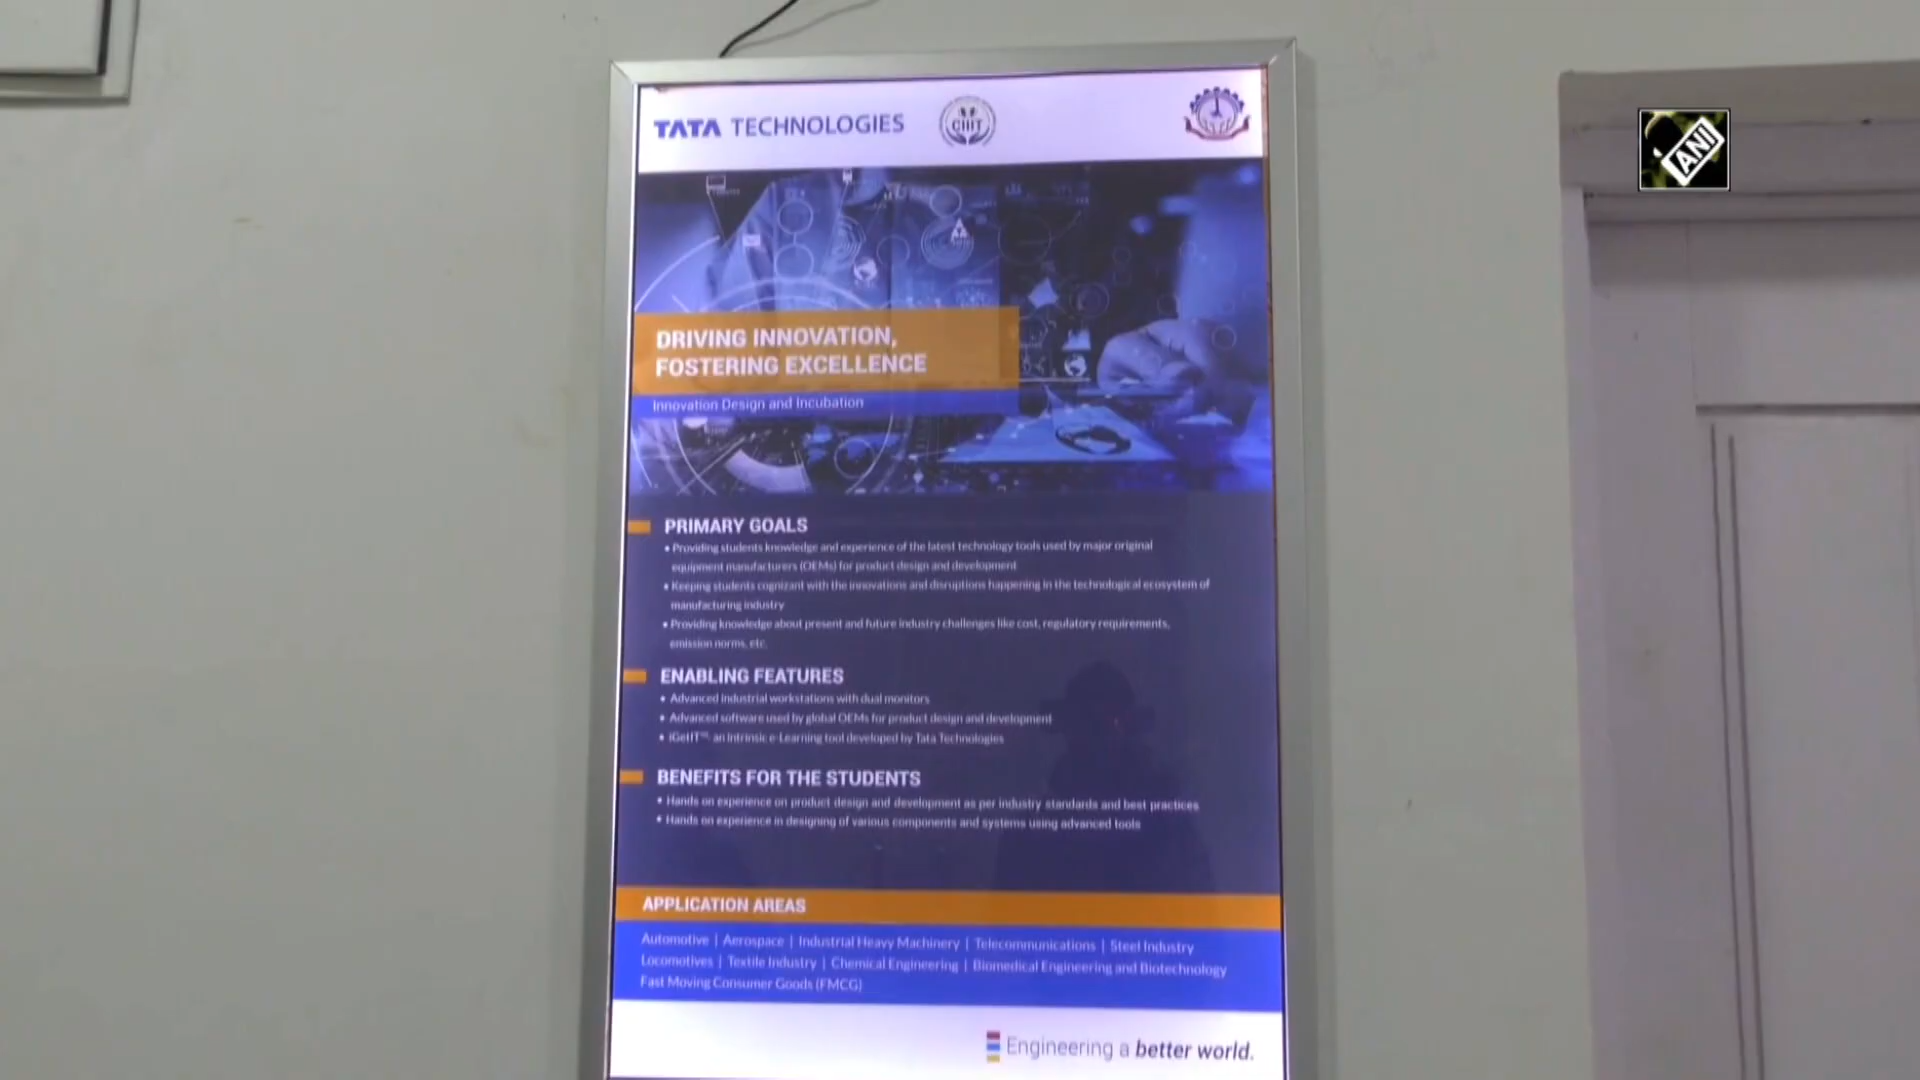 TATA TECHNOLOGIES
CIIIT
ANI
DRIVING INNOVATION,
FOSTERING EXCELLENCE
Innovation Design and Incubation
PRIMARY GOALS
• Providing students knowledge and experience of the latest technology tools used by major original
equipment manufacturers (OEMs) for product design and development
• Keeping students cognizant with the innovations and disruptions happening in the technological ecosystem of
manufacturing industry
• Providing knowledge about present and future industry challenges like cost, regulatory requirements,
emission norms, etc.
ENABLING FEATURES
• Advanced industrial workstations with dual monitors
• Advanced software used by global OEMs for product design and development
• iGetIT™: an intrinsic e-Learning tool developed by Tata Technologies
BENEFITS FOR THE STUDENTS
• Hands on experience on product design and development as per industry standards and best practices
• Hands on experience in designing of various components and systems using advanced tools
APPLICATION AREAS
Automotive | Aerospace | Industrial Heavy Machinery | Telecommunications | Steel Industry
Locomotives | Textile Industry | Chemical Engineering | Biomedical Engineering and Biotechnology
Fast Moving Consumer Goods (FMCG)
Engineering a better world.